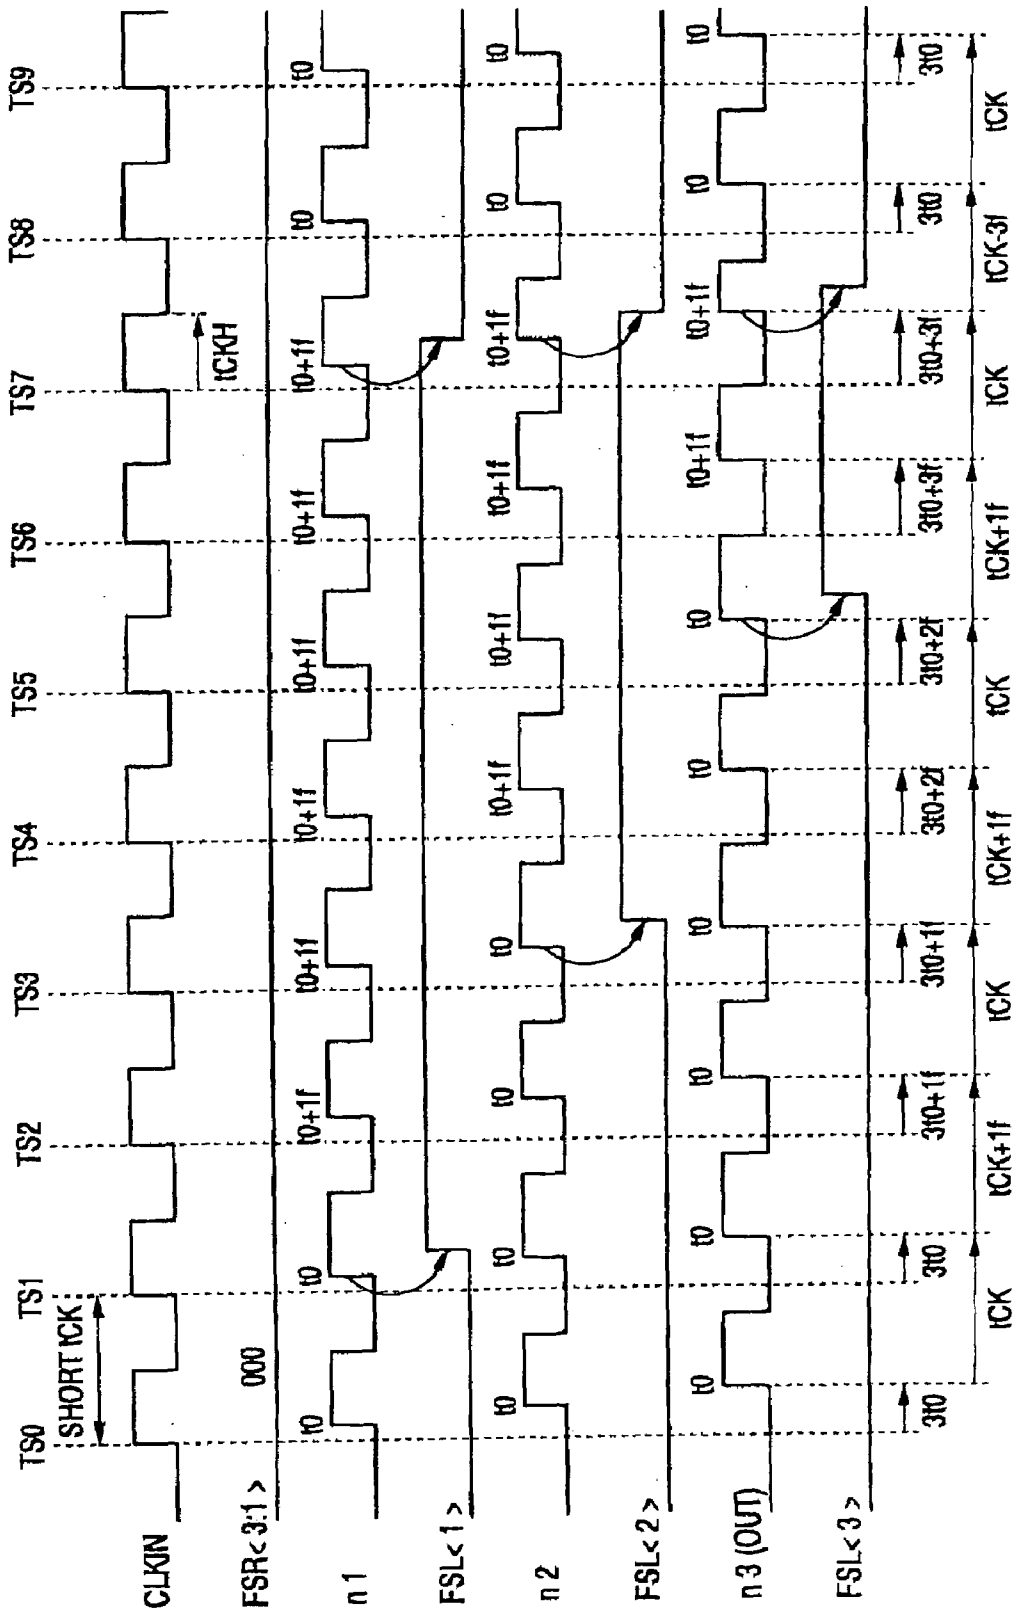 TS0 TS1 TS2 TS3 TS4 TS5 TS6 TS7 TS8 TS9
SHORT tCK
CLKIN
tCKH
FSR< 3:1 >
000
n 1
t0 t0 t0+1f t0+1f t0+1f t0+1f t0+1f t0+1f t0 t0
FSL< 1 >
n 2
t0 t0 t0 t0 t0+1f t0+1f t0+1f t0+1f t0 t0
FSL< 2 >
n 3 (OUT)
t0 t0 t0 t0 t0 t0 t0+1f t0+1f t0 t0
FSL< 3 >
3t0 3t0 3t0+1f 3t0+1f 3t0+2f 3t0+2f 3t0+3f 3t0+3f 3t0 3t0
tCK tCK+1f tCK tCK+1f tCK tCK+1f tCK tCK-3f tCK